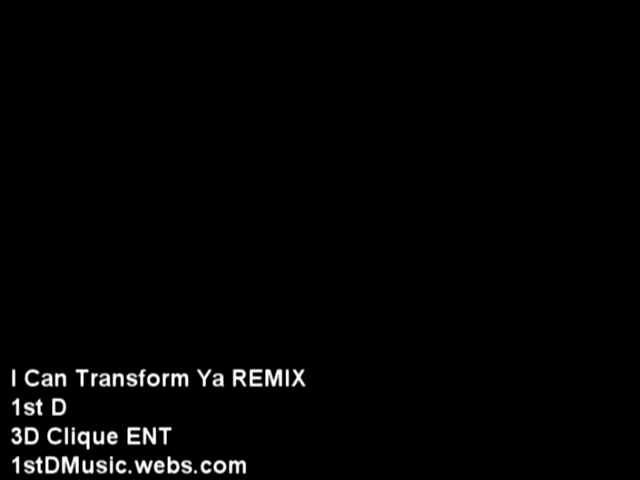 I Can Transform Ya REMIX
1st D
3D Clique ENT
1stDMusic.webs.com